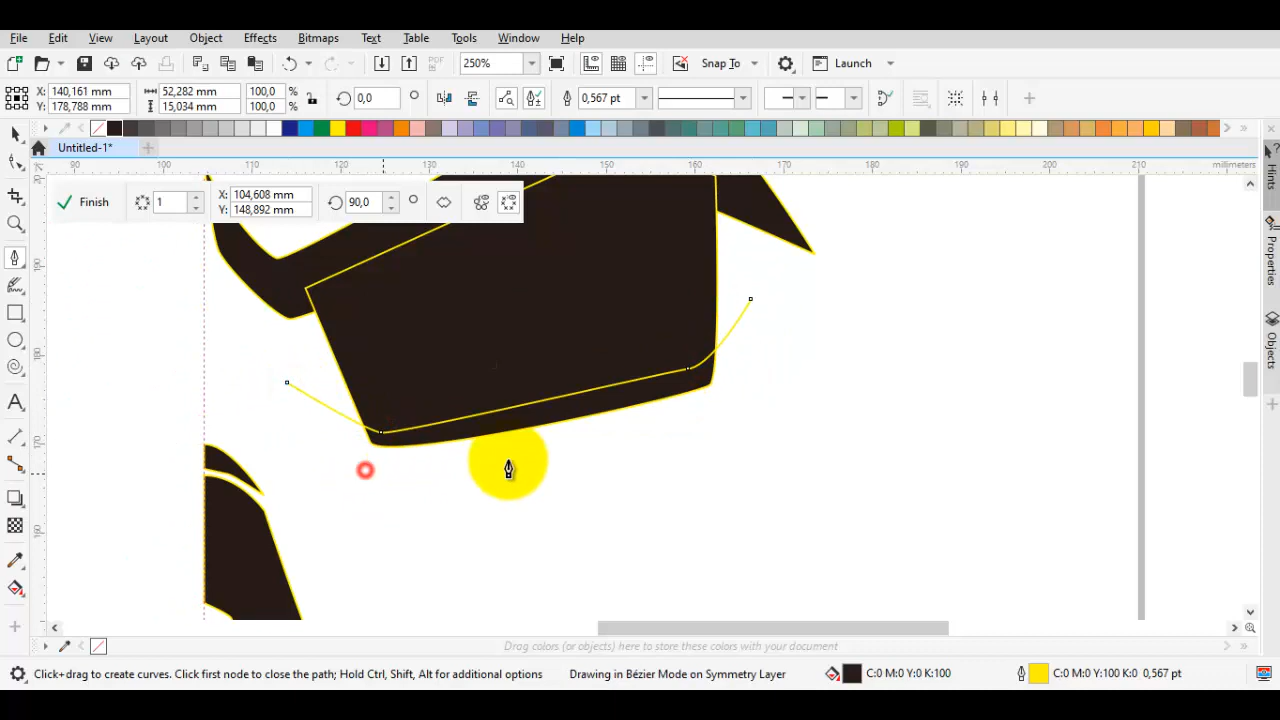 File Edit View Layout Object Effects Bitmaps Text Table Tools Window Help
250% Snap To Launch
X: 140,161 mm 52,282 mm 100,0 % 0,0 0,567 pt
Y: 178,788 mm 15,034 mm 100,0 %
Untitled-1*
90 100 110 120 130 140 150 160 170 180 190 200 210 millimeters
Finish 1 X: 104,608 mm 90,0
Y: 148,892 mm
190
180
170
160
Hints
Properties
Objects
Drag colors (or objects) here to store these colors with your document
Click+drag to create curves. Click first node to close the path; Hold Ctrl, Shift, Alt for additional options Drawing in Bézier Mode on Symmetry Layer C:0 M:0 Y:0 K:100 C:0 M:0 Y:100 K:0 0,567 pt